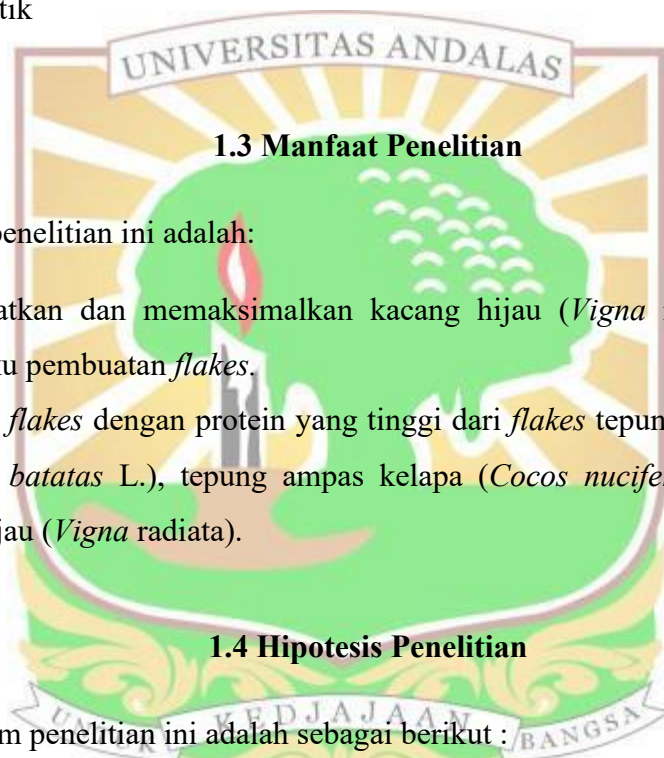 tik
UNIVERSITAS ANDALAS
1.3 Manfaat Penelitian
penelitian ini adalah:
atkan dan memaksimalkan kacang hijau (Vigna
u pembuatan flakes.
flakes dengan protein yang tinggi dari flakes tepun
batatas L.), tepung ampas kelapa (Cocos nucife
jau (Vigna radiata).
1.4 Hipotesis Penelitian
m penelitian ini adalah sebagai berikut :
KEDJAJAAN BANGSA